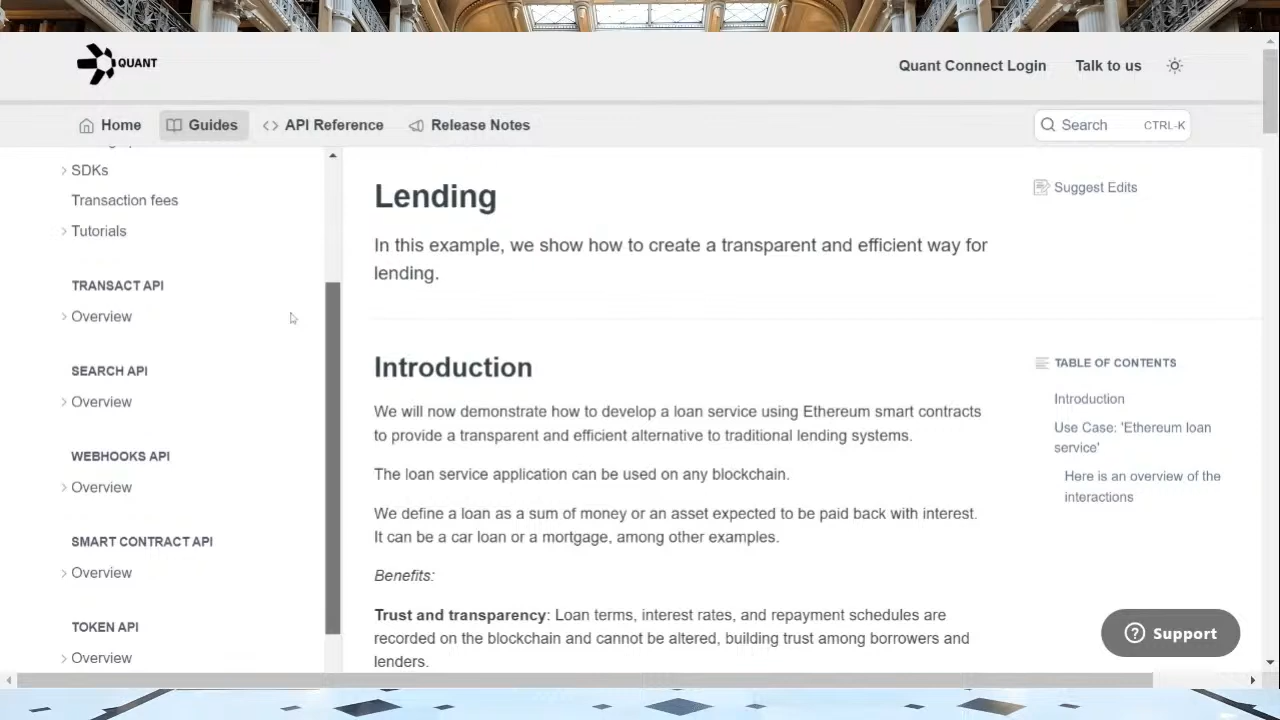 QUANT
Quant Connect Login
Talk to us
Home
Guides
API Reference
Release Notes
Search
CTRL-K
SDKs
Transaction fees
Tutorials
TRANSACT API
Overview
SEARCH API
Overview
WEBHOOKS API
Overview
SMART CONTRACT API
Overview
TOKEN API
Overview
Lending
In this example, we show how to create a transparent and efficient way for
lending.
Suggest Edits
Introduction
We will now demonstrate how to develop a loan service using Ethereum smart contracts
to provide a transparent and efficient alternative to traditional lending systems.
The loan service application can be used on any blockchain.
We define a loan as a sum of money or an asset expected to be paid back with interest.
It can be a car loan or a mortgage, among other examples.
Benefits:
Trust and transparency: Loan terms, interest rates, and repayment schedules are
recorded on the blockchain and cannot be altered, building trust among borrowers and
lenders.
TABLE OF CONTENTS
Introduction
Use Case: 'Ethereum loan
service'
Here is an overview of the
interactions
Support